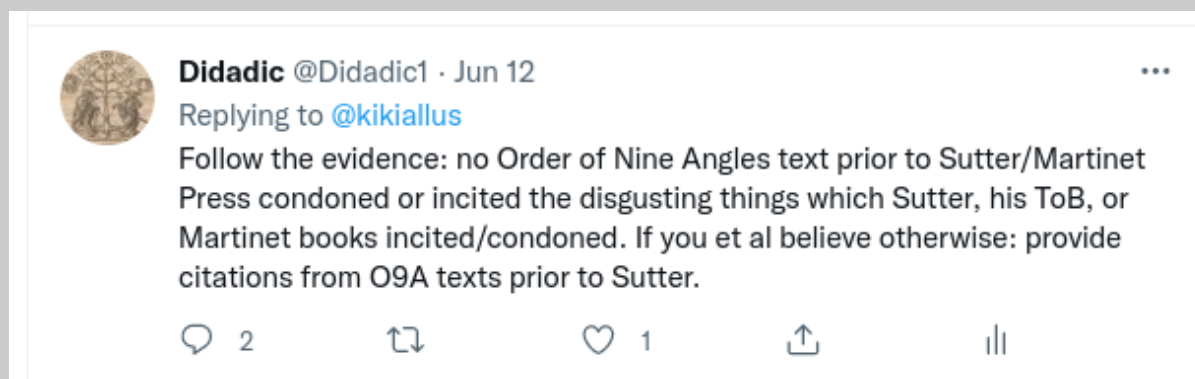 Didadic @Didadic1 · Jun 12
Replying to @kikiallus
Follow the evidence: no Order of Nine Angles text prior to Sutter/Martinet
Press condoned or incited the disgusting things which Sutter, his ToB, or
Martinet books incited/condoned. If you et al believe otherwise: provide
citations from O9A texts prior to Sutter.
2 1